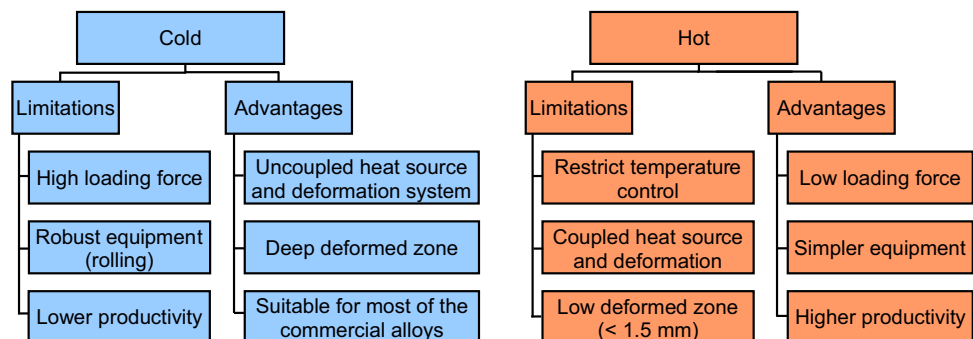 Cold
Limitations
High loading force
Robust equipment
(rolling)
Lower productivity
Advantages
Uncoupled heat source
and deformation system
Deep deformed zone
Suitable for most of the
commercial alloys
Hot
Limitations
Restrict temperature
control
Coupled heat source
and deformation
Low deformed zone
(< 1.5 mm)
Advantages
Low loading force
Simpler equipment
Higher productivity